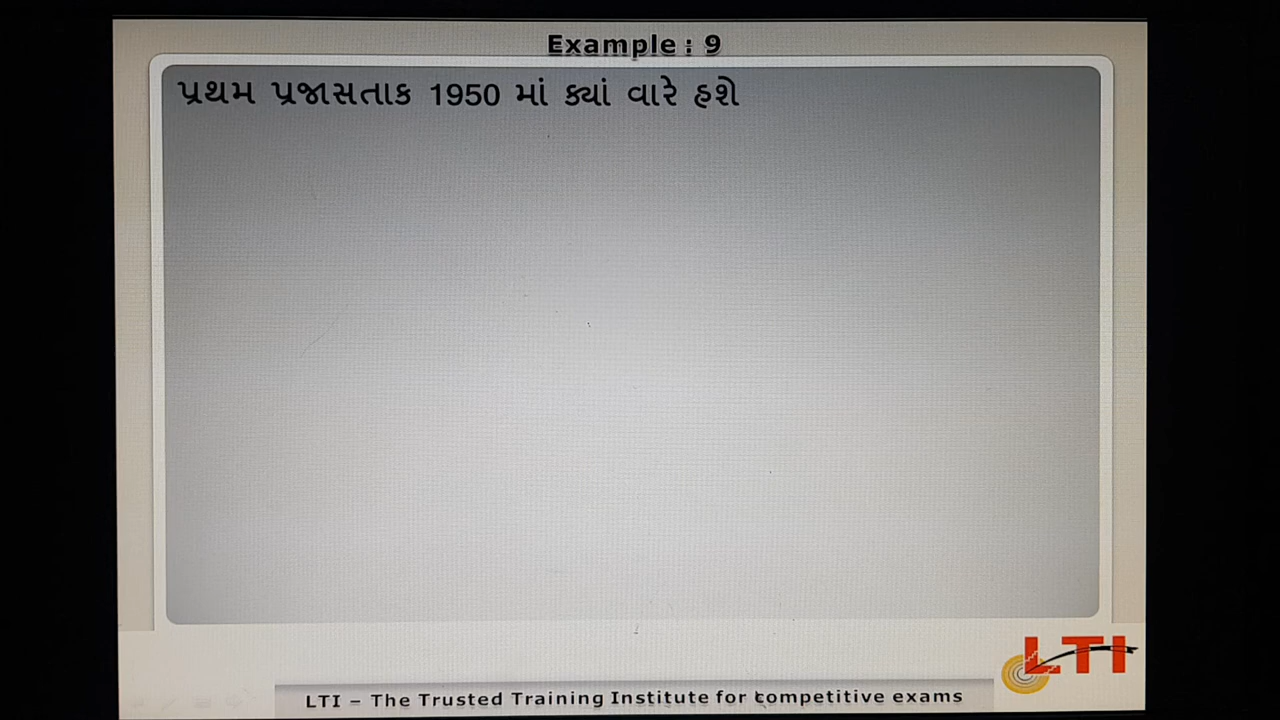 Example : 9
પ્રથમ પ્રજાસતાક 1950 માં ક્યાં વારે હશે
LTI
LTI – The Trusted Training Institute for competitive exams